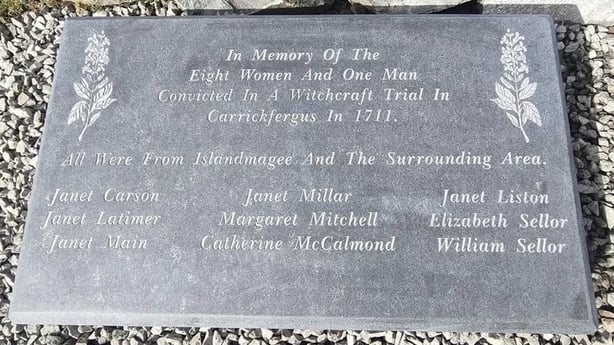 In Memory Of The
Eight Women And One Man
Convicted In A Witchcraft Trial In
Carrickfergus In 1711.
All Were From Islandmagee And The Surrounding Area.
Janet Carson Janet Millar Janet Liston
Janet Latimer Margaret Mitchell Elizabeth Sellor
Janet Main Catherine McCalmond William Sellor